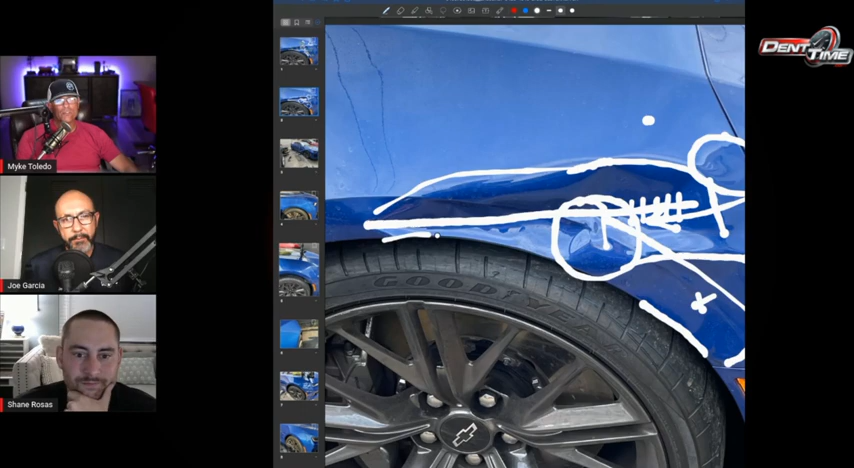 Myke Toledo
Joe Garcia
Shane Rosas
DENT TIME
GOODYEAR